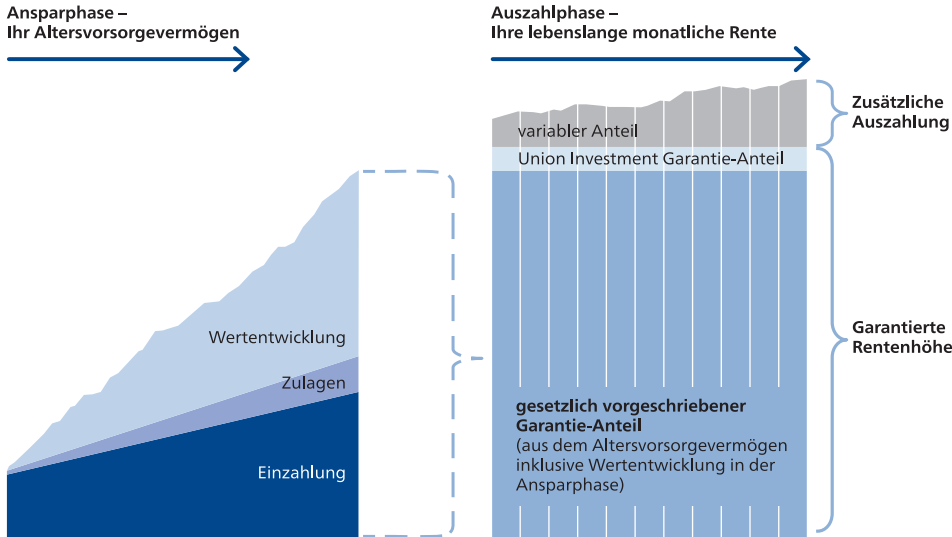 Ansparphase –
Ihr Altersvorsorgevermögen
Auszahlphase –
Ihre lebenslange monatliche Rente
Zusätzliche
Auszahlung
variabler Anteil
Union Investment Garantie-Anteil
Wertentwicklung
Zulagen
Einzahlung
Garantierte
Rentenhöhe
gesetzlich vorgeschriebener
Garantie-Anteil
(aus dem Altersvorsorgevermögen
inklusive Wertentwicklung in der
Ansparphase)